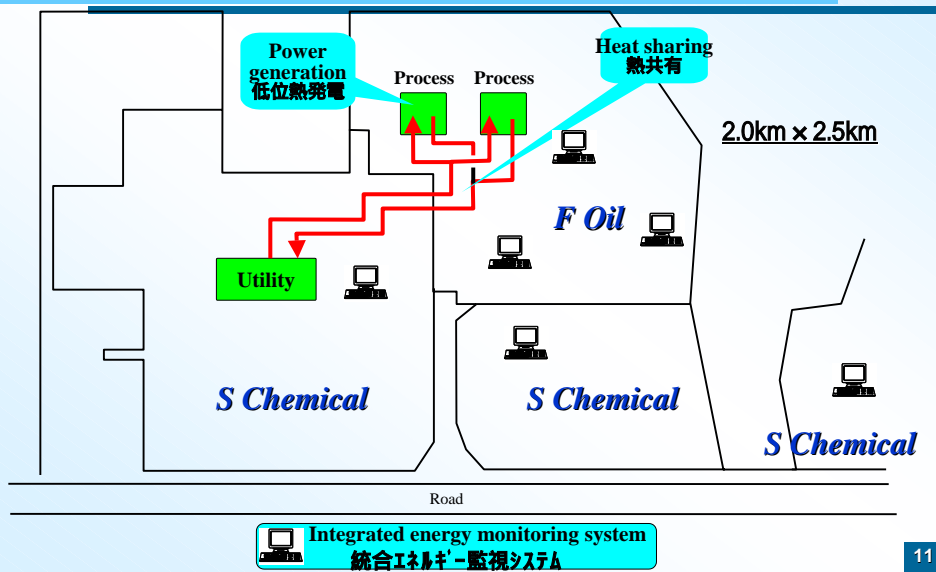 Power
generation
低位熱発電
Process
Process
Heat sharing
熱共有
2.0km × 2.5km
F Oil
Utility
S Chemical
S Chemical
S Chemical
Road
Integrated energy monitoring system
統合エネルギー監視システム
11